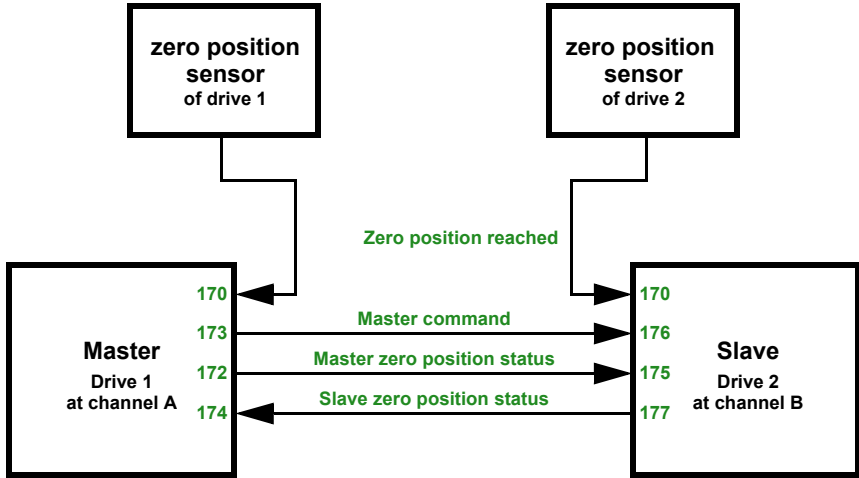 zero position
sensor
of drive 1
zero position
sensor
of drive 2
Zero position reached
170
173
172
174
Master
Drive 1
at channel A
Master command
Master zero position status
Slave zero position status
170
176
175
177
Slave
Drive 2
at channel B